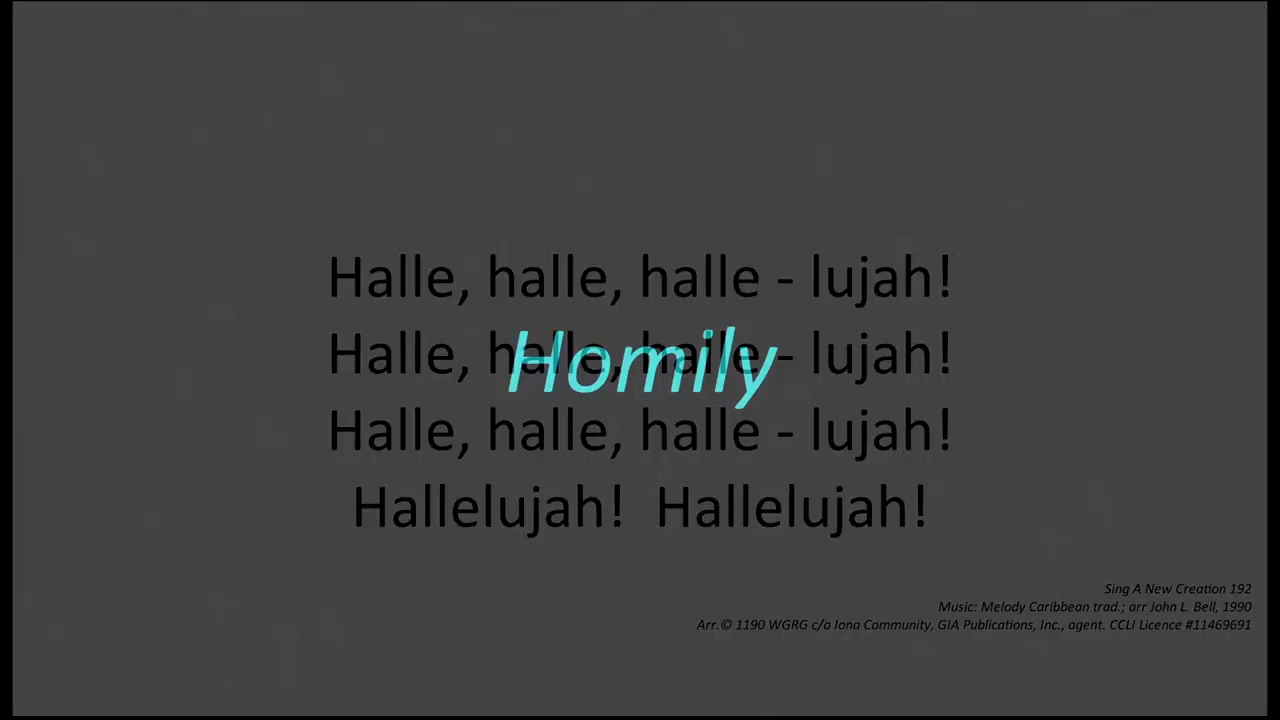 Halle, halle, halle - lujah!
Halle, halle, halle - lujah!
Homily
Halle, halle, halle - lujah!
Hallelujah! Hallelujah!
Sing A New Creation 192
Music: Melody Caribbean trad.; arr John L. Bell, 1990
Arr.© 1190 WGRG c/o Iona Community, GIA Publications, Inc., agent. CCLI Licence #11469691